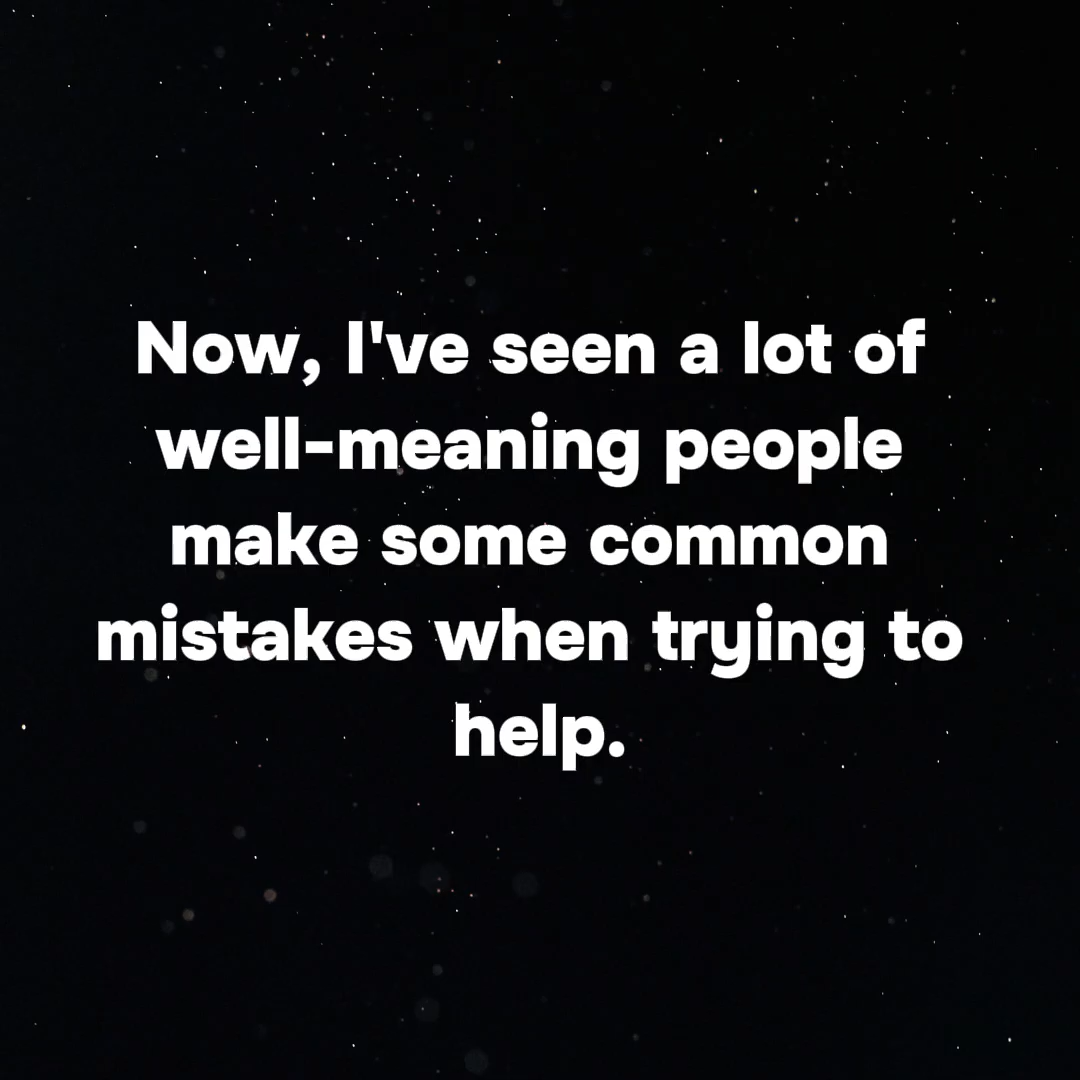 Now, I've seen a lot of
well-meaning people
make some common
mistakes when trying to
help.